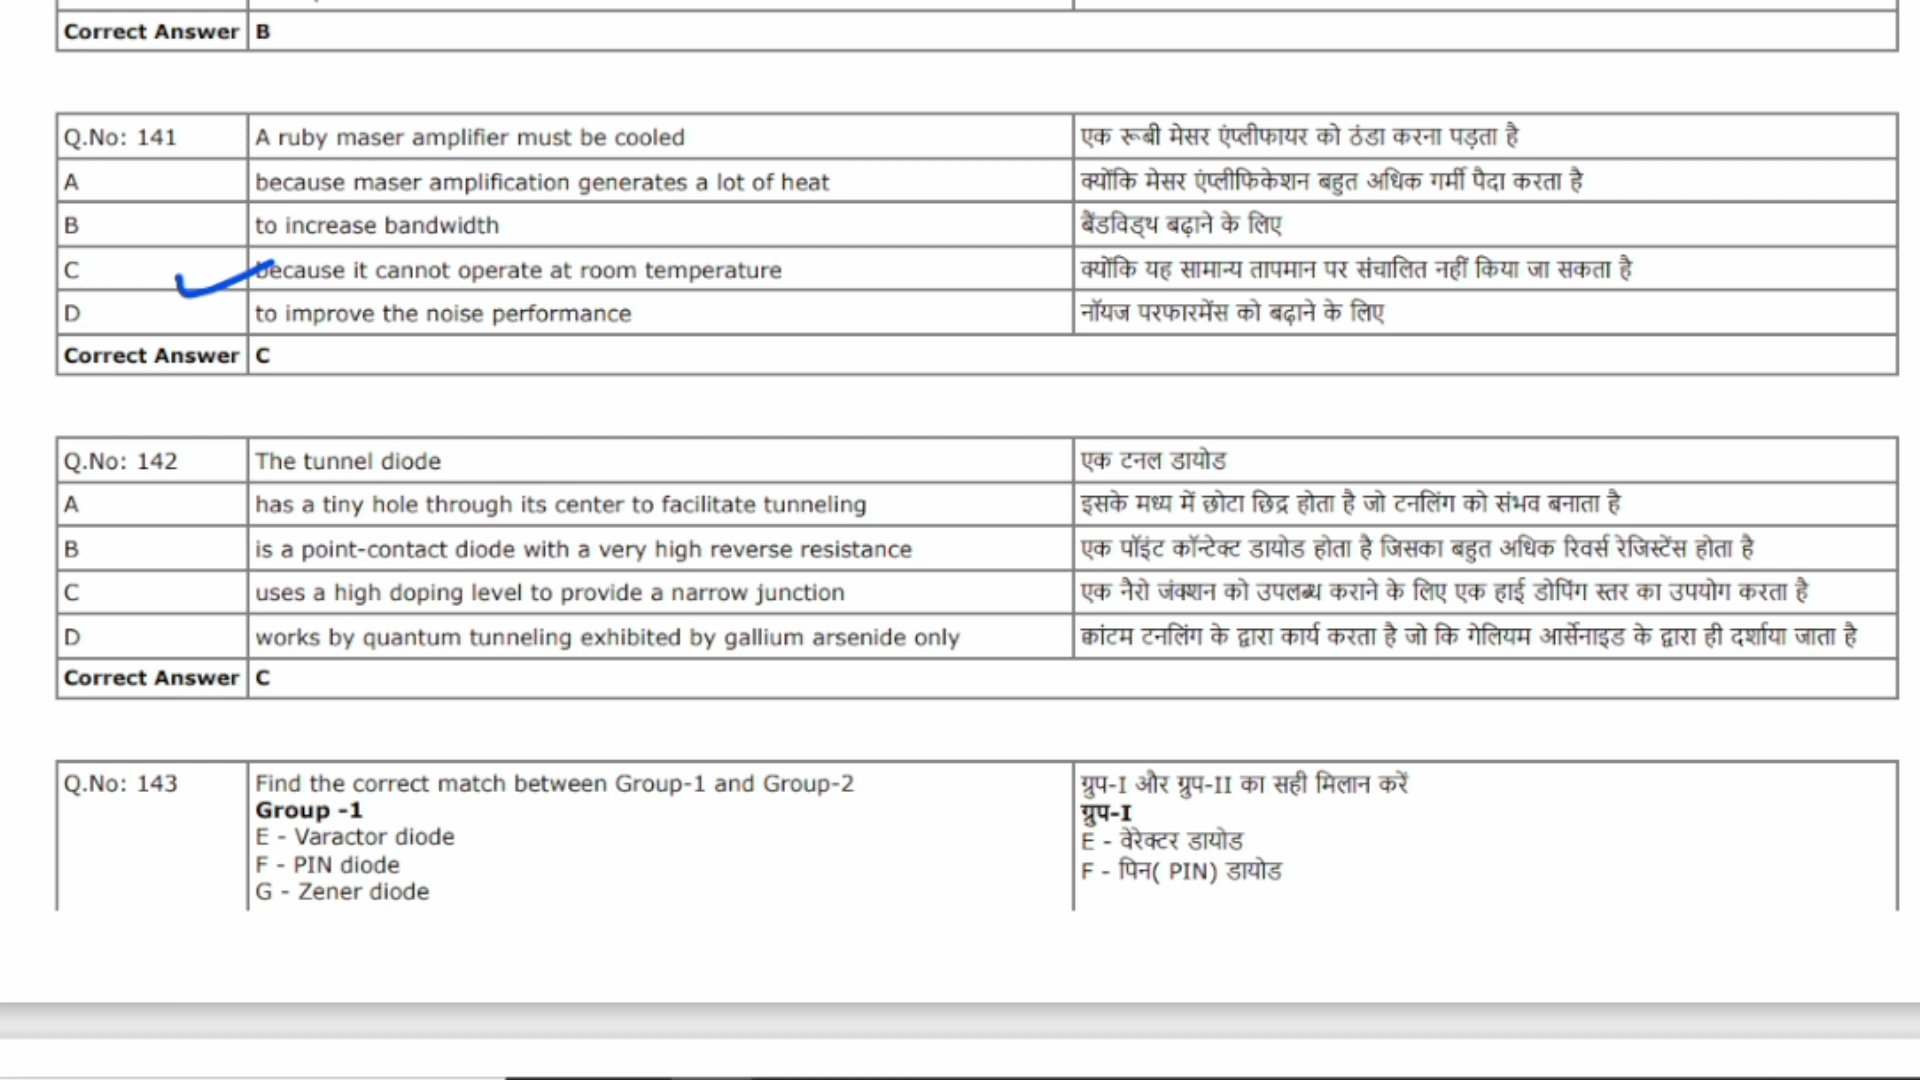 Correct Answer B
Q.No: 141 A ruby maser amplifier must be cooled एक रूबी मेसर एंप्लीफायर को ठंडा करना पड़ता है
A because maser amplification generates a lot of heat क्योंकि मेसर एंप्लीफिकेशन बहुत अधिक गर्मी पैदा करता है
B to increase bandwidth बैंडविड्थ बढ़ाने के लिए
C because it cannot operate at room temperature क्योंकि यह सामान्य तापमान पर संचालित नहीं किया जा सकता है
D to improve the noise performance नॉयज परफारमेंस को बढ़ाने के लिए
Correct Answer C
Q.No: 142 The tunnel diode एक टनल डायोड
A has a tiny hole through its center to facilitate tunneling इसके मध्य में छोटा छिद्र होता है जो टनलिंग को संभव बनाता है
B is a point-contact diode with a very high reverse resistance एक पॉइंट कॉन्टेक्ट डायोड होता है जिसका बहुत अधिक रिवर्स रेजिस्टेंस होता है
C uses a high doping level to provide a narrow junction एक नैरो जंक्शन को उपलब्ध कराने के लिए एक हाई डोपिंग स्तर का उपयोग करता है
D works by quantum tunneling exhibited by gallium arsenide only क्वांटम टनलिंग के द्वारा कार्य करता है जो कि गेलियम आर्सेनाइड के द्वारा ही दर्शाया जाता है
Correct Answer C
Q.No: 143 Find the correct match between Group-1 and Group-2 ग्रुप-I और ग्रुप-II का सही मिलान करें
Group -1 ग्रुप-I
E - Varactor diode E - वेरेक्टर डायोड
F - PIN diode F - पिन( PIN) डायोड
G - Zener diode